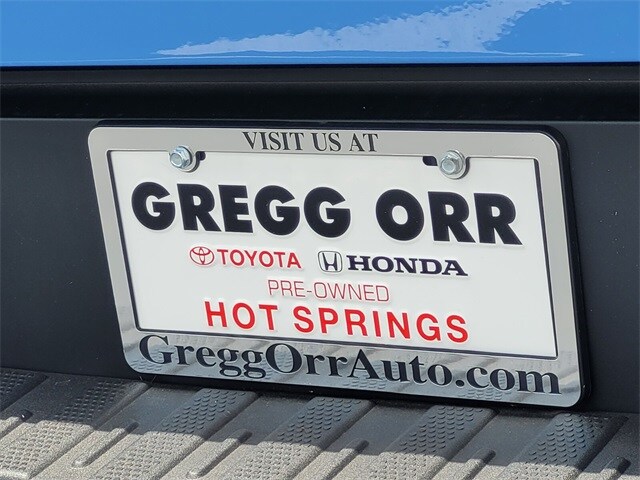 VISIT US AT
GREGG ORR
TOYOTA HONDA
PRE-OWNED
HOT SPRINGS
GreggOrrAuto.com